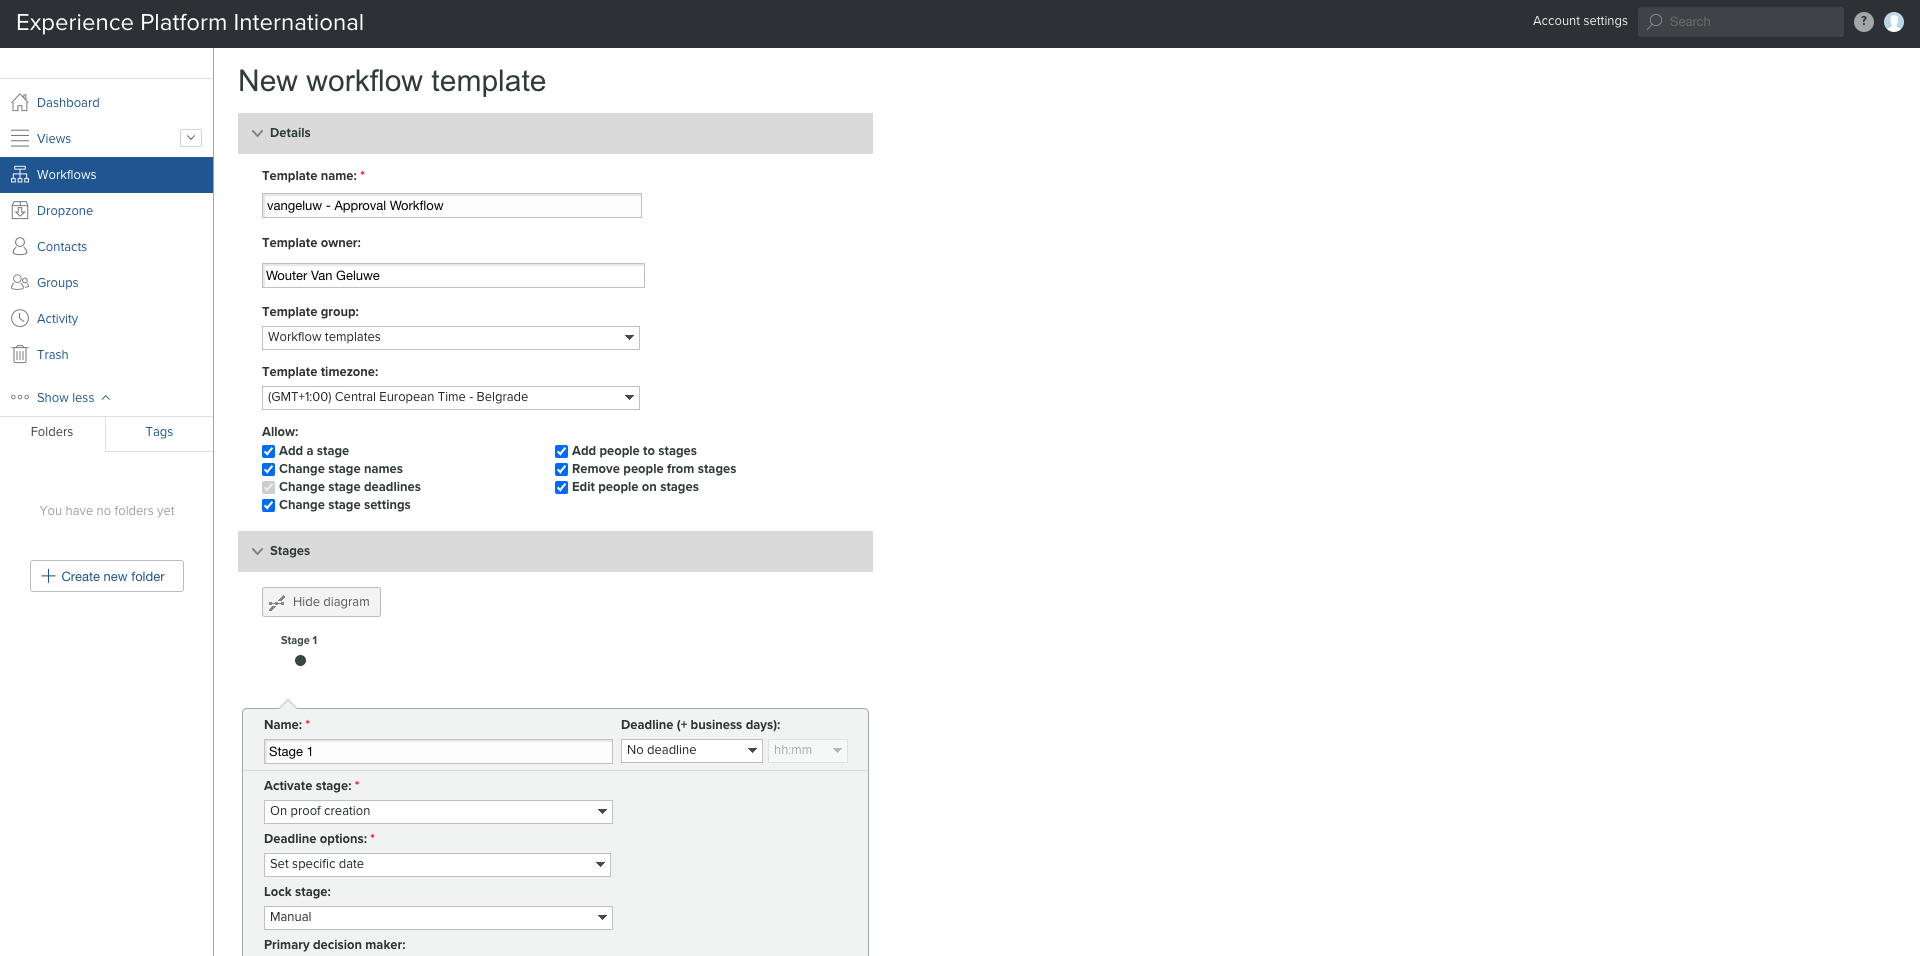 Experience Platform International
Account settings
Search
?
Dashboard
Views
Workflows
Dropzone
Contacts
Groups
Activity
Trash
Show less
Folders
Tags
You have no folders yet
Create new folder
New workflow template
Details
Template name: *
vangeluw - Approval Workflow
Template owner:
Wouter Van Geluwe
Template group:
Workflow templates
Template timezone:
(GMT+1:00) Central European Time - Belgrade
Allow:
Add a stage
Add people to stages
Change stage names
Remove people from stages
Change stage deadlines
Edit people on stages
Change stage settings
Stages
Hide diagram
Stage 1
Name: *
Deadline (+ business days):
Stage 1
No deadline
hh:mm
Activate stage: *
On proof creation
Deadline options: *
Set specific date
Lock stage:
Manual
Primary decision maker: